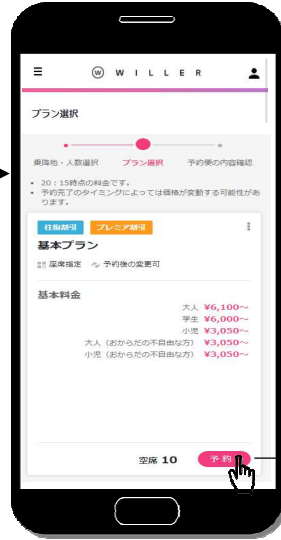 W WILLER
プラン選択
乗降地・人数選択 プラン選択 予約便の内容確認
• 20：15時点の料金です。
• 予約完了のタイミングによっては価格が変動する可能性があ
ります。
往復割引 プレミア割引
基本プラン
座席指定 予約後の変更可
基本料金
大人 ¥6,100～
学生 ¥6,000～
小児 ¥3,050～
大人（おからだの不自由な方） ¥3,050～
小児（おからだの不自由な方） ¥3,050～
空席 10 予約